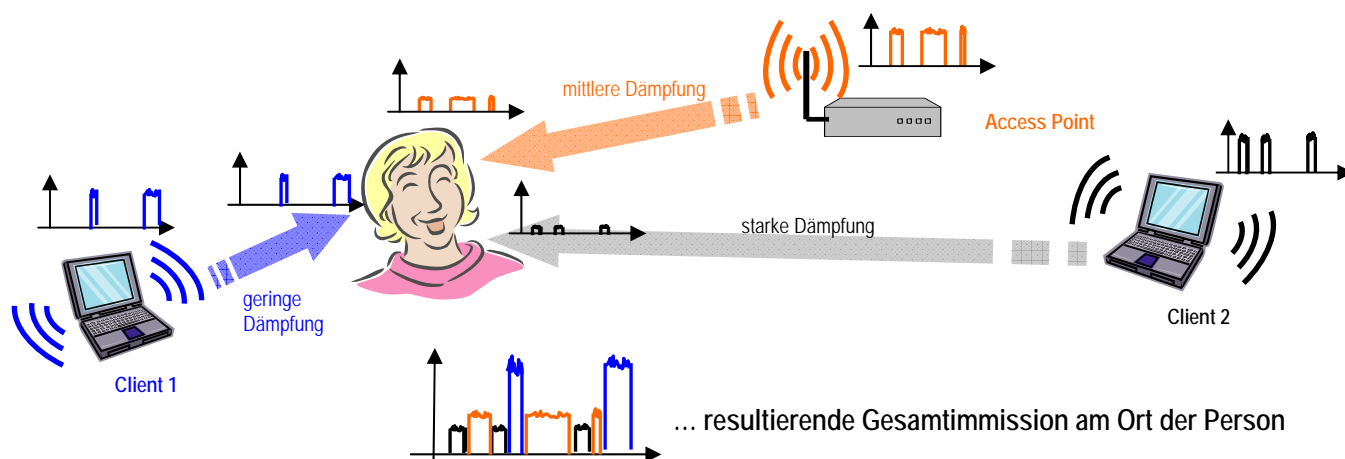 mittlere Dämpfung
Access Point
starke Dämpfung
geringe
Dämpfung
Client 2
Client 1
... resultierende Gesamtimmission am Ort der Person